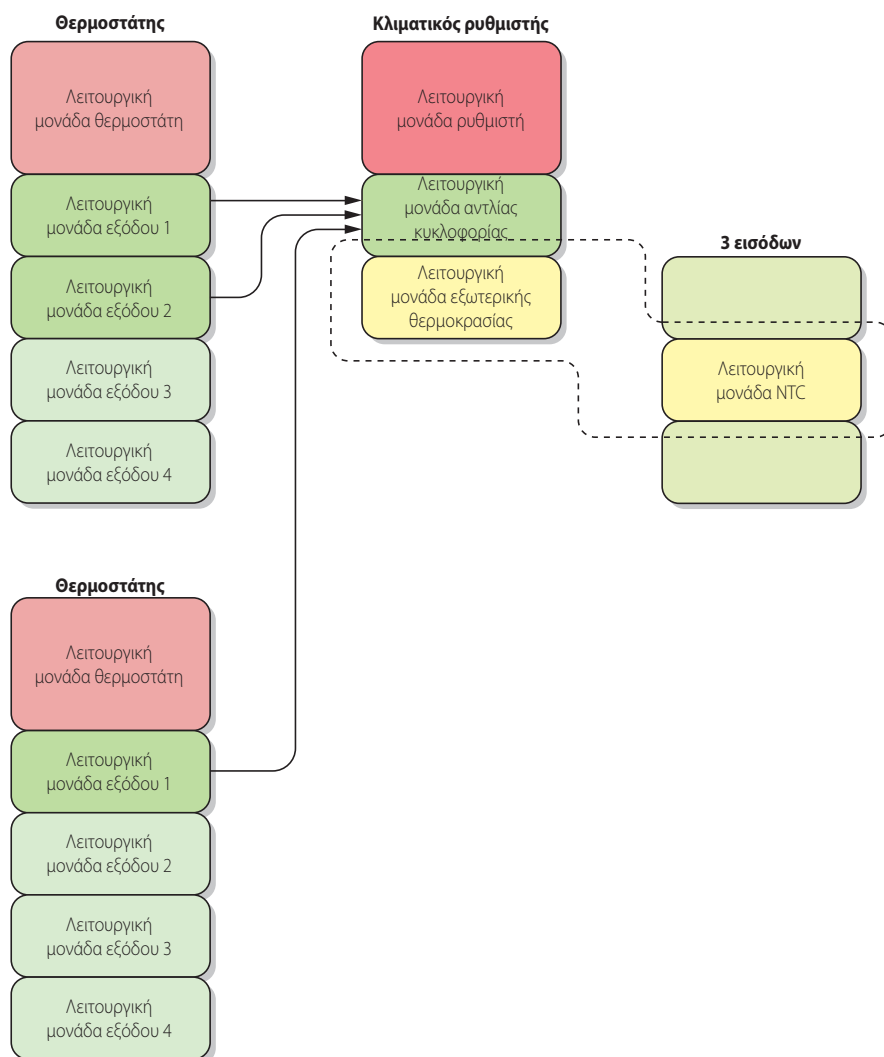 Θερμοστάτης
Λειτουργική
μονάδα θερμοστάτη
Λειτουργική
μονάδα εξόδου 1
Λειτουργική
μονάδα εξόδου 2
Λειτουργική
μονάδα εξόδου 3
Λειτουργική
μονάδα εξόδου 4
Κλιματικός ρυθμιστής
Λειτουργική
μονάδα ρυθμιστή
Λειτουργική
μονάδα αντλίας
κυκλοφορίας
Λειτουργική
μονάδα εξωτερικής
θερμοκρασίας
3 εισόδων
Λειτουργική
μονάδα NTC
Θερμοστάτης
Λειτουργική
μονάδα θερμοστάτη
Λειτουργική
μονάδα εξόδου 1
Λειτουργική
μονάδα εξόδου 2
Λειτουργική
μονάδα εξόδου 3
Λειτουργική
μονάδα εξόδου 4